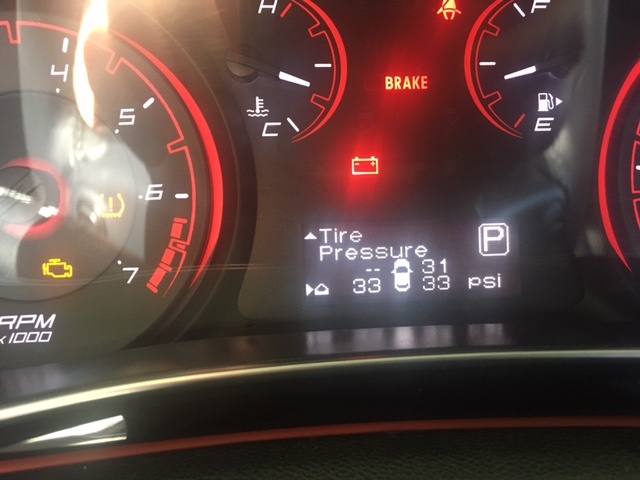 H
F
4
BRAKE
5
C
E
6
Tire
P
Pressure
-- 31
7
33 33 psi
RPM
x1000